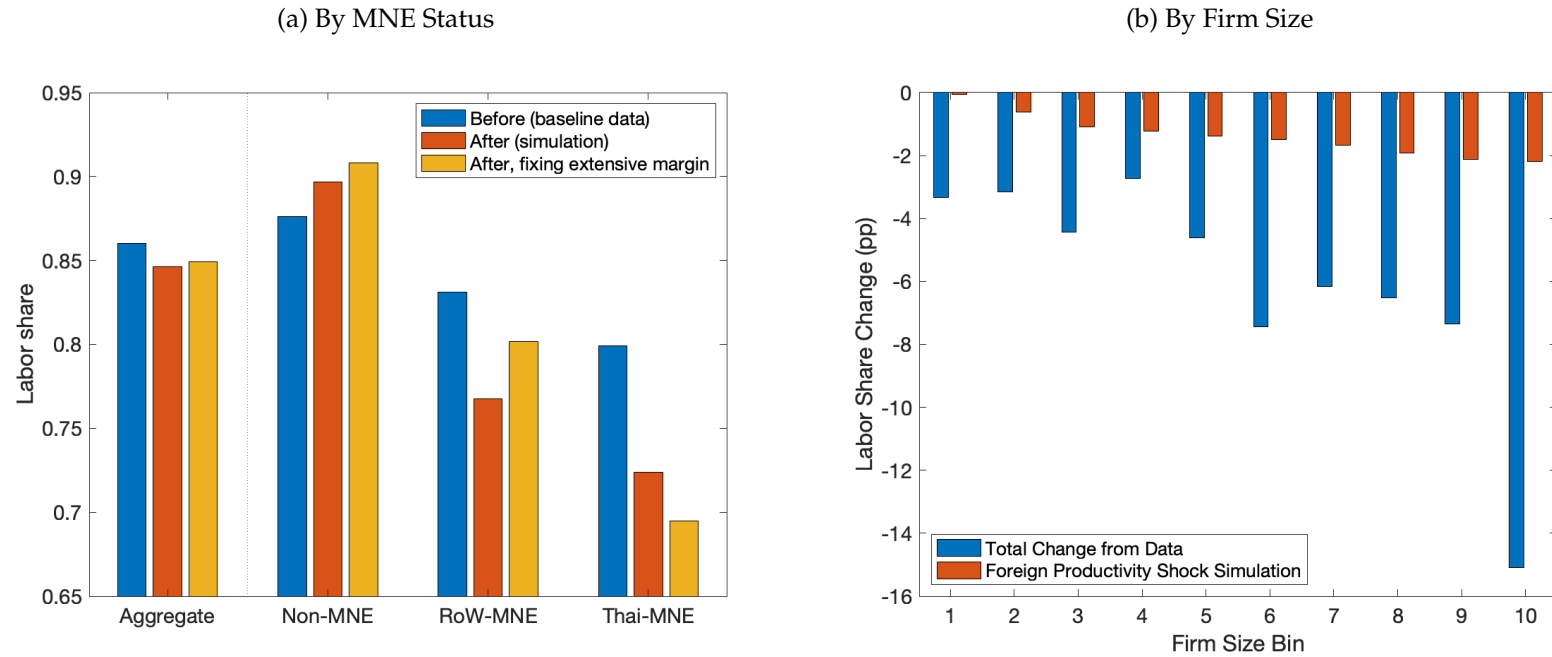 (a) By MNE Status
0.95
0.9
0.85
0.8
0.75
0.7
0.65
Labor share
Before (baseline data)
After (simulation)
After, fixing extensive margin
Aggregate Non-MNE RoW-MNE Thai-MNE
(b) By Firm Size
0
-2
-4
-6
-8
-10
-12
-14
-16
Labor Share Change (pp)
Total Change from Data
Foreign Productivity Shock Simulation
1 2 3 4 5 6 7 8 9 10
Firm Size Bin